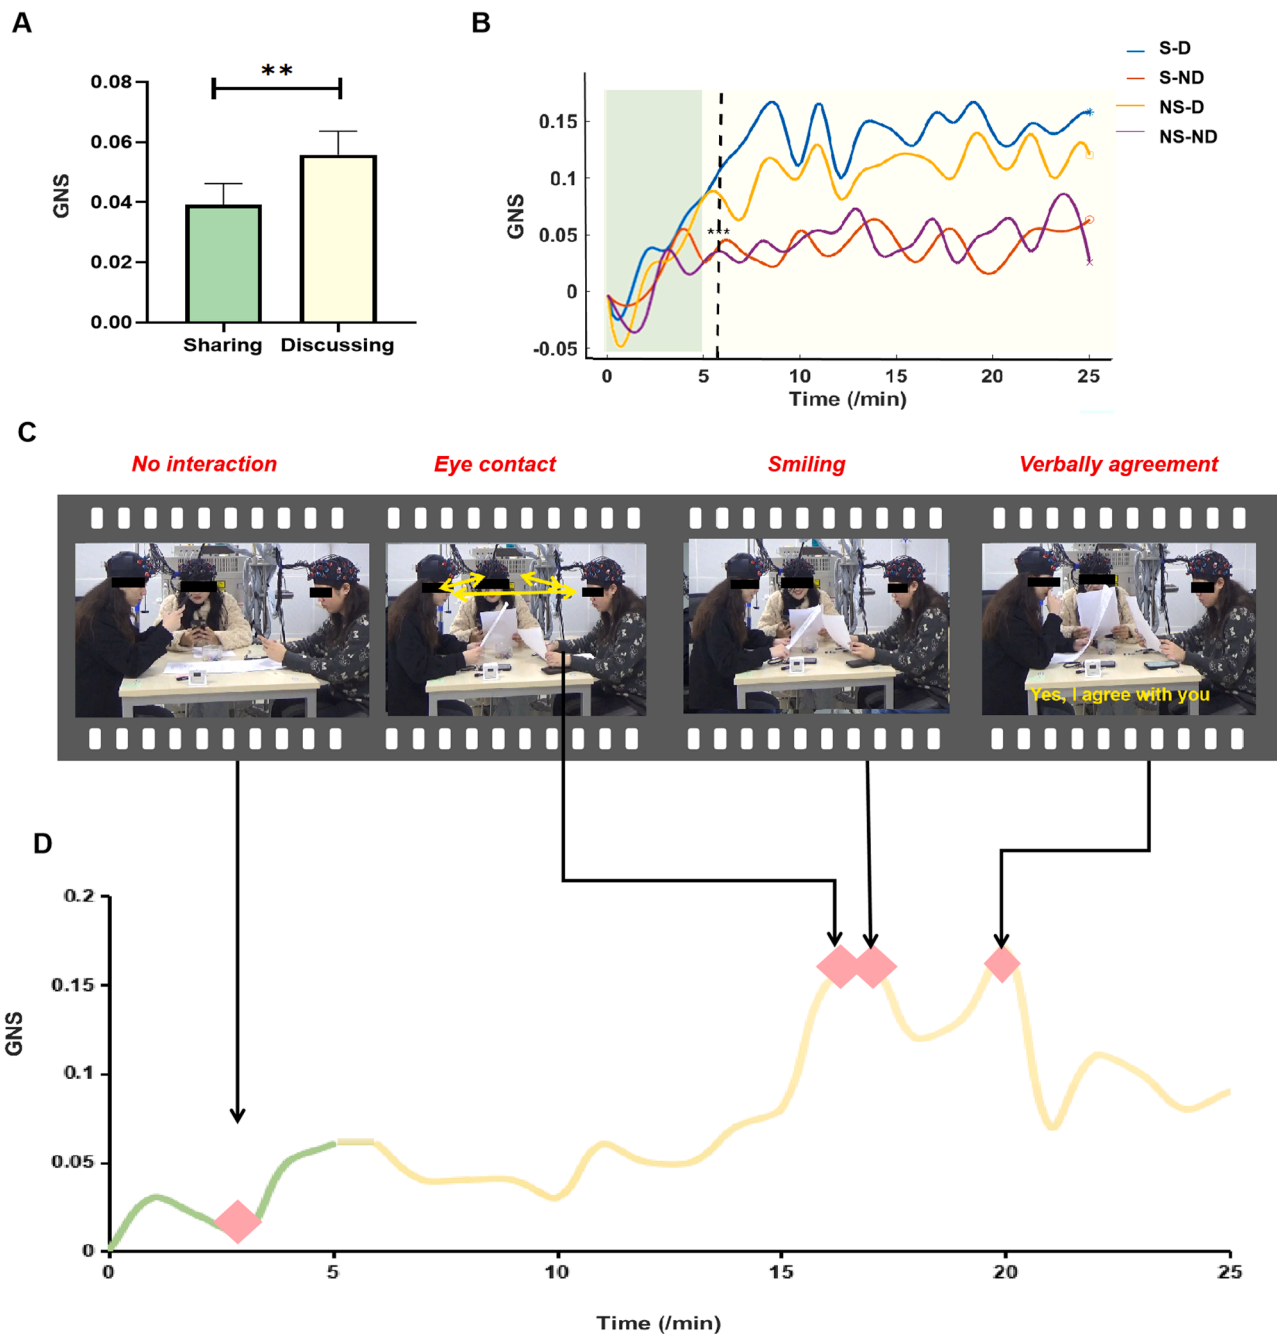 A
**
0.08
0.06
0.04
0.02
0.00
GNS
Sharing Discussing
B
S-D
S-ND
NS-D
NS-ND
0.15
0.1
0.05
0
-0.05
GNS
***
0 5 10 15 20 25
Time (/min)
C
No interaction Eye contact Smiling Verbally agreement
Yes, I agree with you
D
0.2
0.15
0.1
0.05
0
GNS
0 5 10 15 20 25
Time (/min)